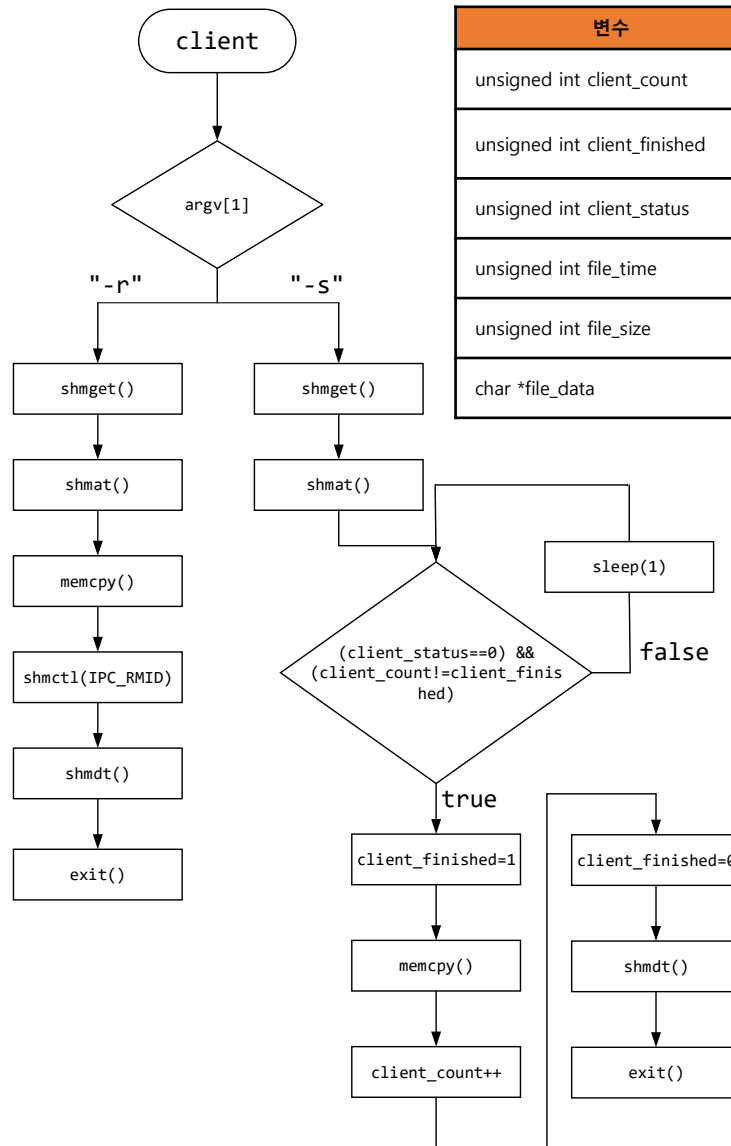 client
변수
unsigned int client_count
unsigned int client_finished
unsigned int client_status
unsigned int file_time
unsigned int file_size
char *file_data
argv[1]
"-r"
"-s"
shmget()
shmat()
memcpy()
shmctl(IPC_RMID)
shmdt()
exit()
shmget()
shmat()
sleep(1)
(client_status==0) &&
(client_count!=client_finis
hed)
false
true
client_finished=1
memcpy()
client_count++
client_finished=0
shmdt()
exit()